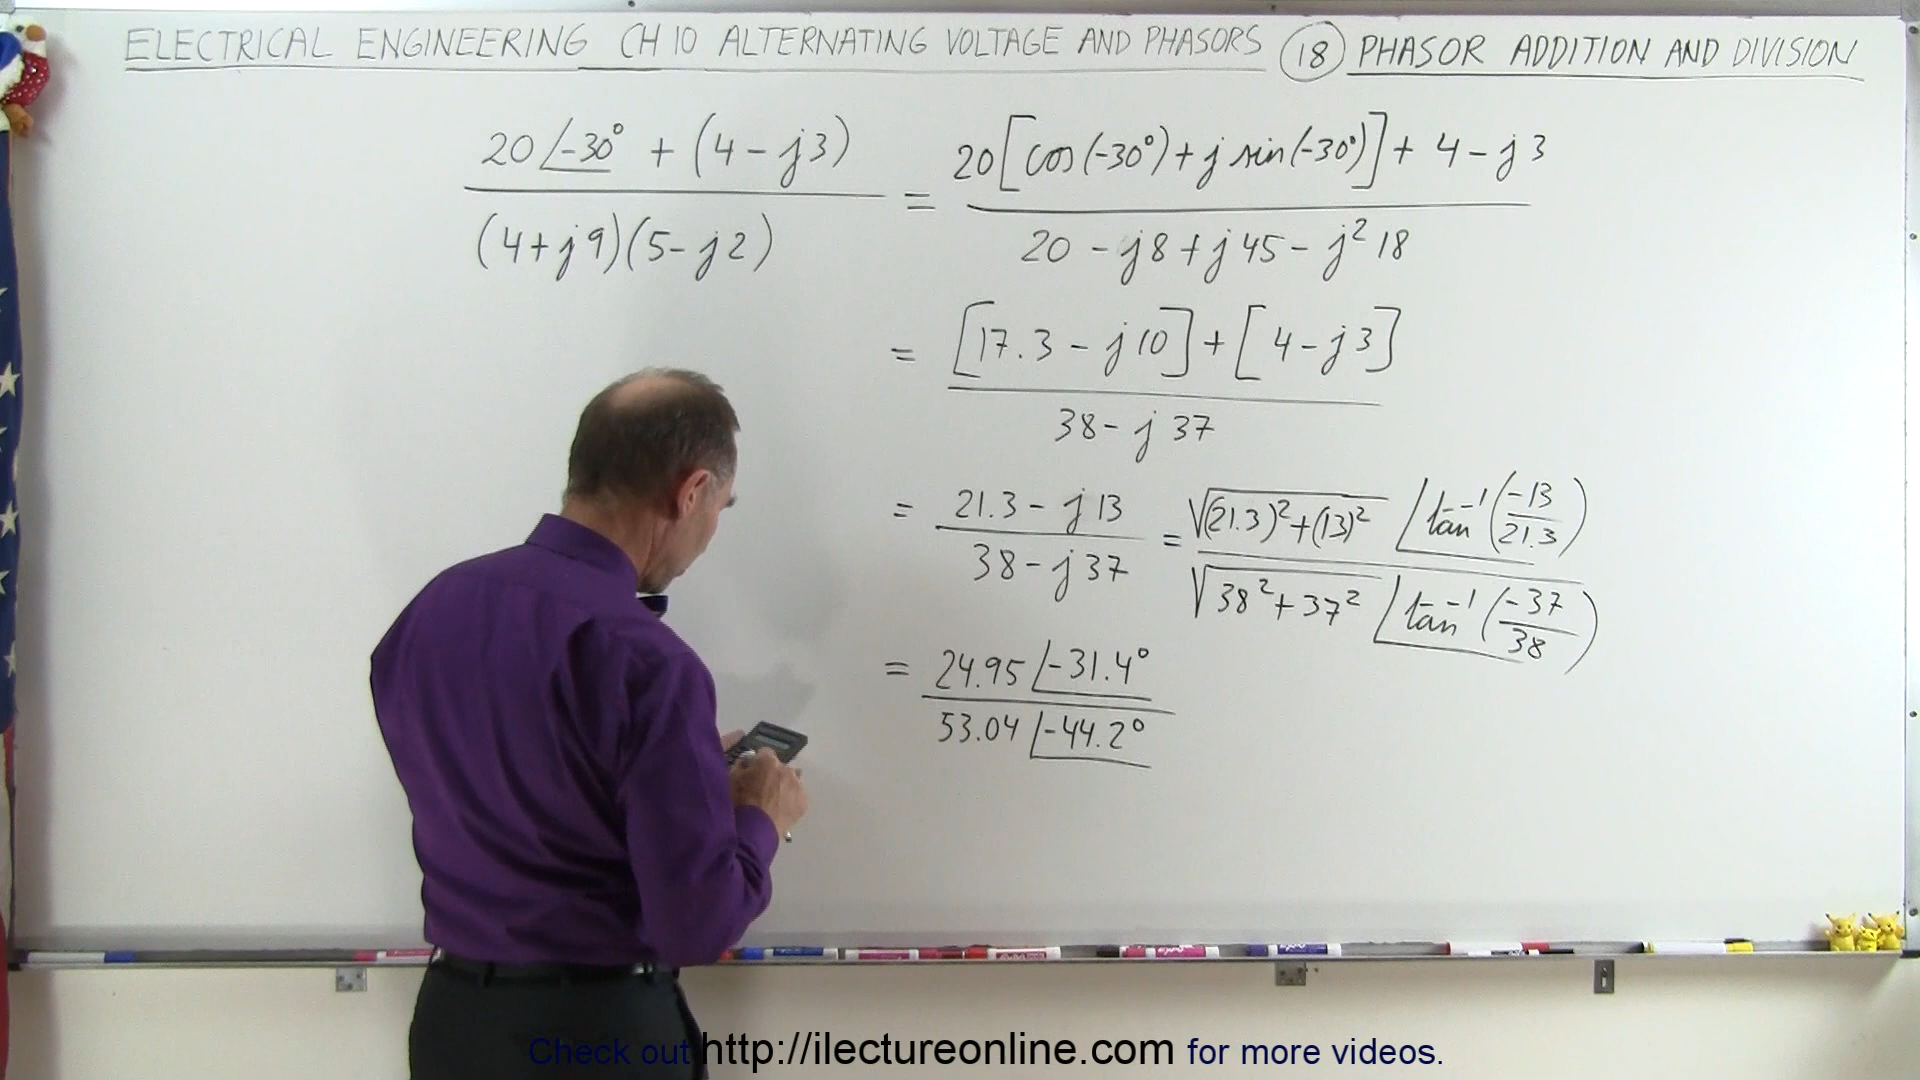 ELECTRICAL ENGINEERING CH 10 ALTERNATING VOLTAGE AND PHASORS (18) PHASOR ADDITION AND DIVISION
20∠-30° + (4 - j3) / (4 + j9)(5 - j2) = 20[cos(-30°) + j sin(-30°)] + 4 - j3 / 20 - j8 + j45 - j²18
= [17.3 - j10] + [4 - j3] / 38 - j37
= 21.3 - j13 / 38 - j37 = √(21.3)² + (13)² ∠tan⁻¹(-13/21.3) / √38² + 37² ∠tan⁻¹(-37/38)
= 24.95∠-31.4° / 53.04∠-44.2°
Check out http://ilectureonline.com for more videos.